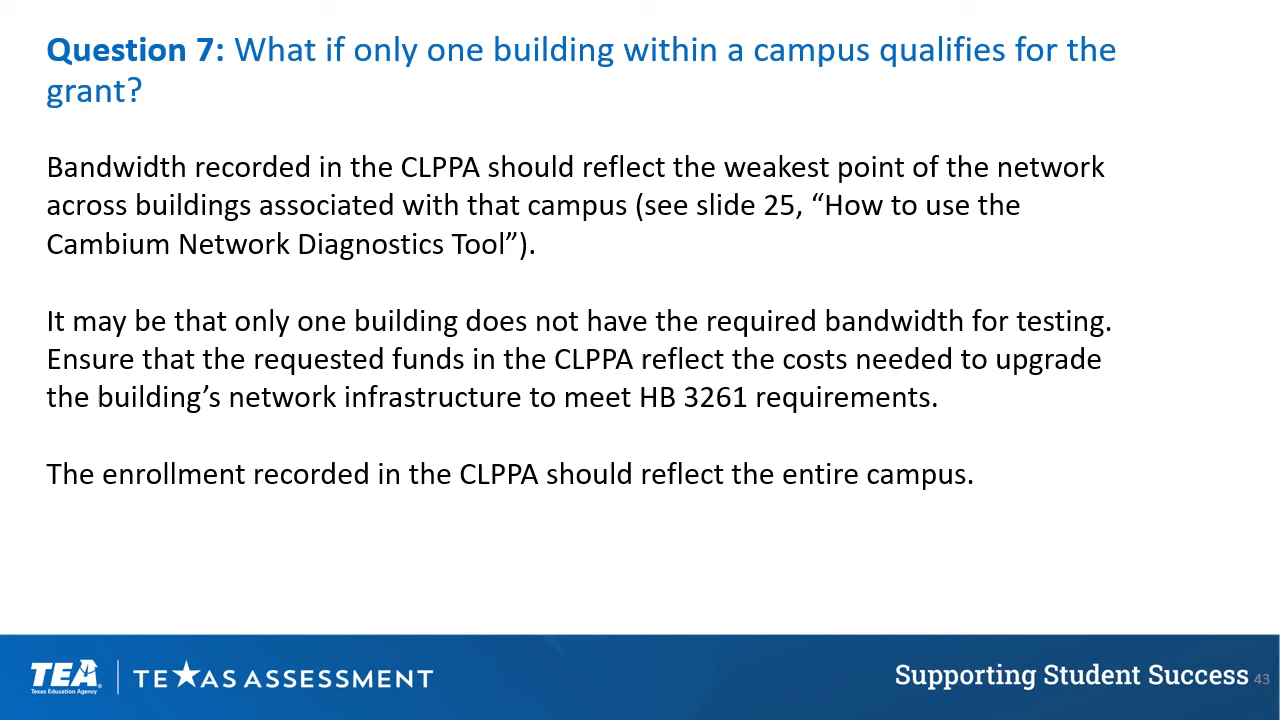 Question 7: What if only one building within a campus qualifies for the
grant?
Bandwidth recorded in the CLPPA should reflect the weakest point of the network
across buildings associated with that campus (see slide 25, “How to use the
Cambium Network Diagnostics Tool”).
It may be that only one building does not have the required bandwidth for testing.
Ensure that the requested funds in the CLPPA reflect the costs needed to upgrade
the building’s network infrastructure to meet HB 3261 requirements.
The enrollment recorded in the CLPPA should reflect the entire campus.
TEA
Texas Education Agency
TEXAS ASSESSMENT
Supporting Student Success
43